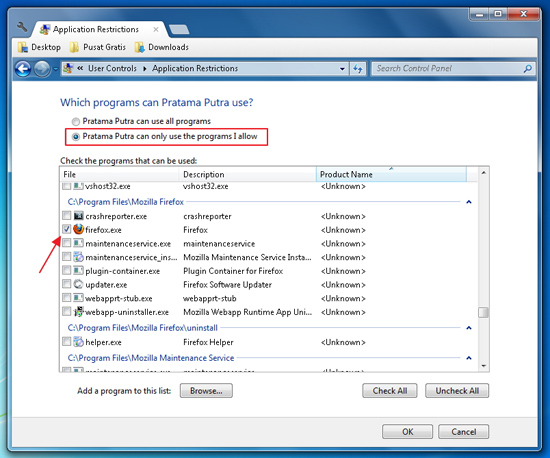 Application Restrictions
Desktop Pusat Gratis Downloads
User Controls Application Restrictions Search Control Panel
Which programs can Pratama Putra use?
Pratama Putra can use all programs
Pratama Putra can only use the programs I allow
Check the programs that can be used:
File Description Product Name
vshost32.exe vshost32.exe <Unknown>
C:\Program Files\Mozilla Firefox
crashreporter.exe crashreporter <Unknown>
firefox.exe Firefox <Unknown>
maintenanceservice.exe maintenanceservice <Unknown>
maintenanceservice_ins... Mozilla Maintenance Service Insta... <Unknown>
plugin-container.exe Plugin Container for Firefox <Unknown>
updater.exe Firefox Software Updater <Unknown>
webapprt-stub.exe webapprt-stub <Unknown>
webapp-uninstaller.exe Mozilla Webapp Runtime App Uni... <Unknown>
C:\Program Files\Mozilla Firefox\uninstall
helper.exe Firefox Helper <Unknown>
C:\Program Files\Mozilla Maintenance Service
Add a program to this list: Browse... Check All Uncheck All
OK Cancel